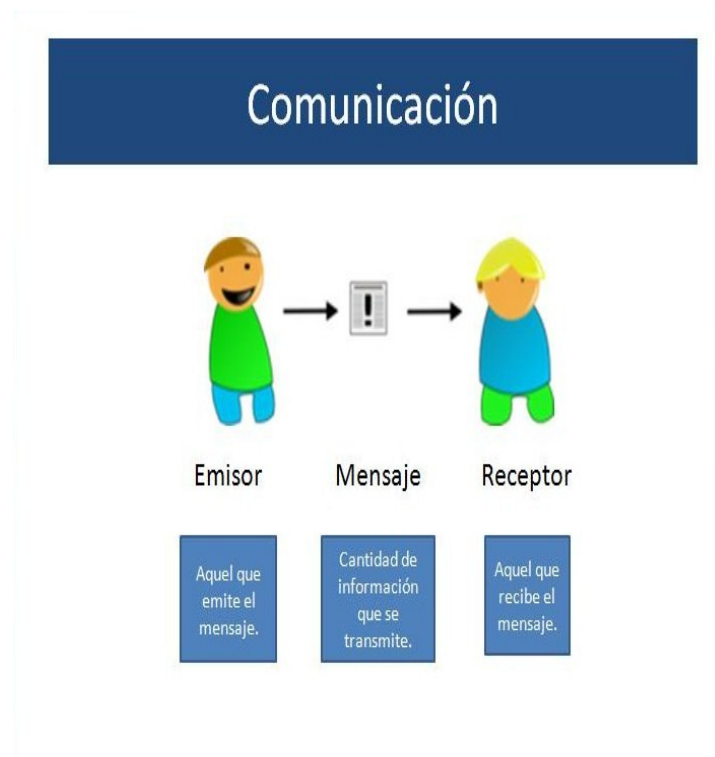 Comunicación
!
Emisor Mensaje Receptor
Aquel que
emite el
mensaje.
Cantidad de
información
que se
transmite.
Aquel que
recibe el
mensaje.